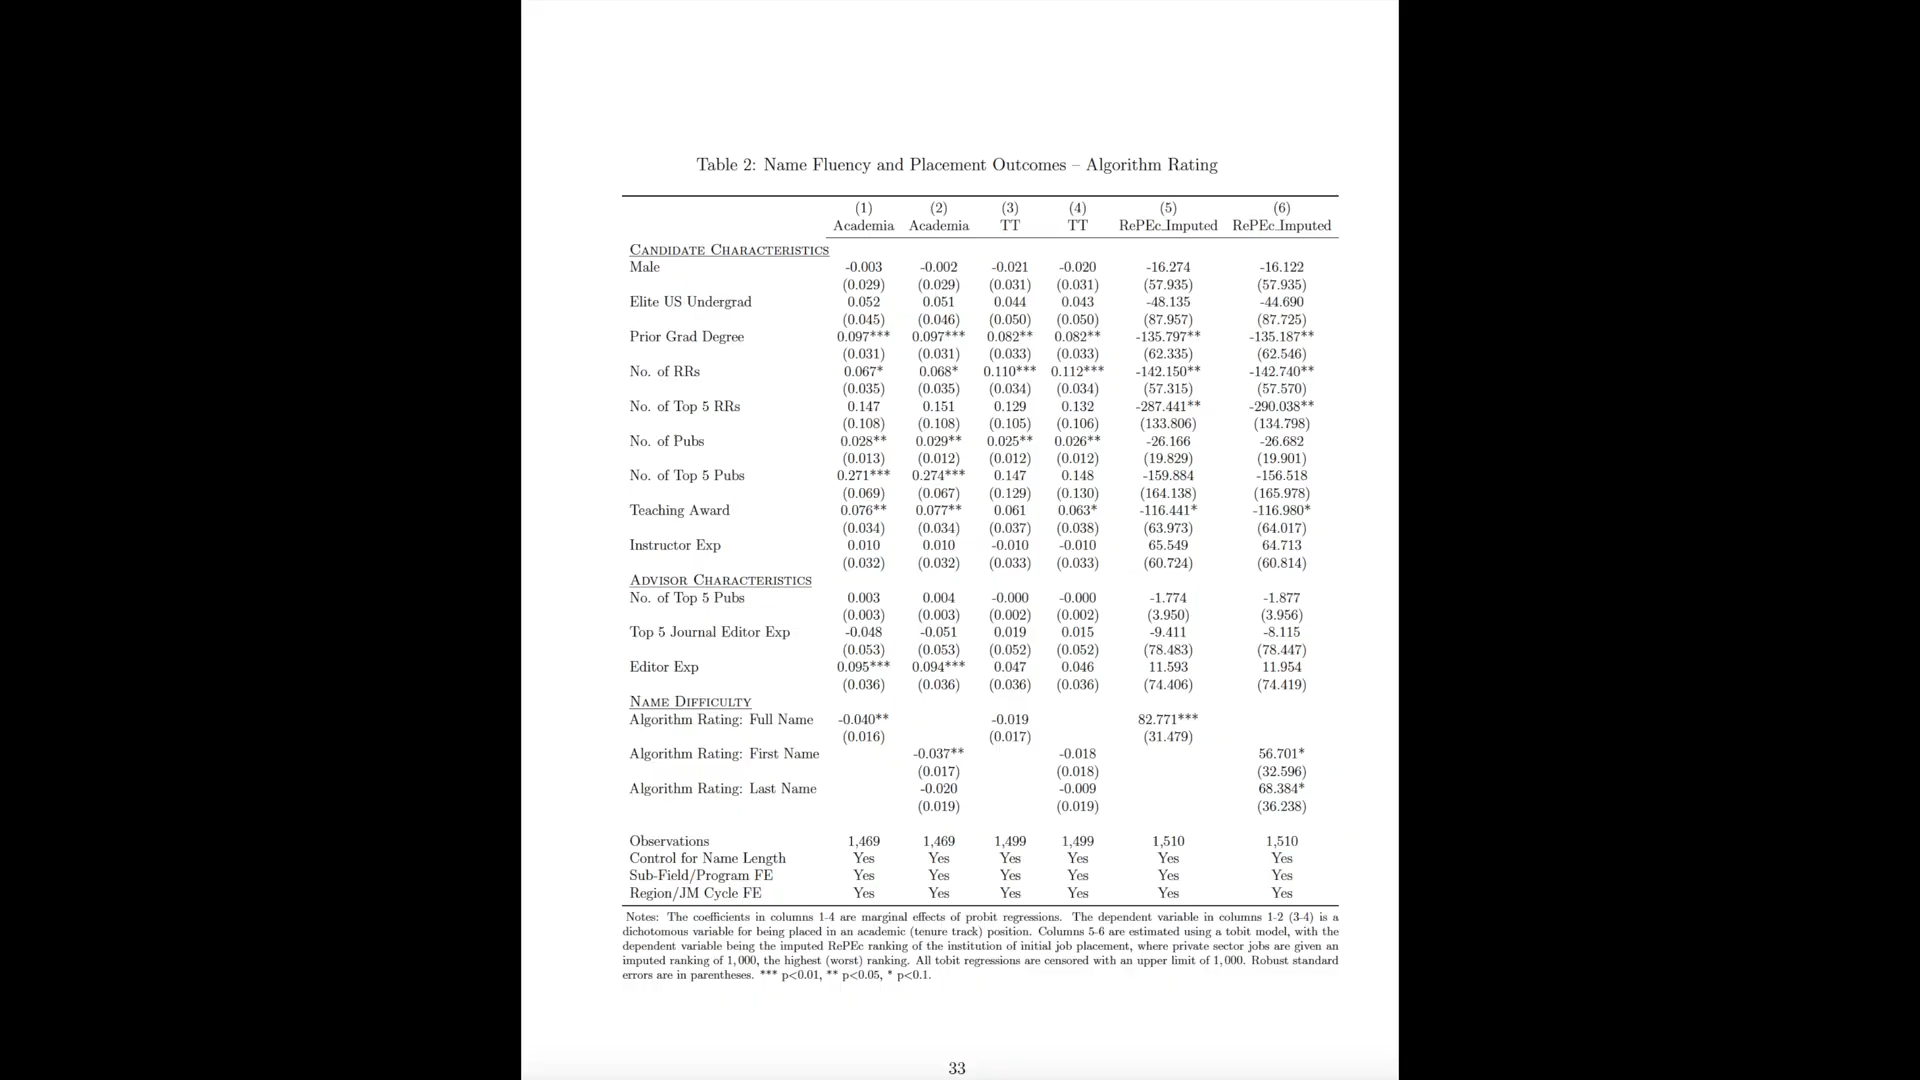 Table 2: Name Fluency and Placement Outcomes – Algorithm Rating
(1) (2) (3) (4) (5) (6)
Academia Academia TT TT RePEc_Imputed RePEc_Imputed
CANDIDATE CHARACTERISTICS
Male -0.003 -0.002 -0.021 -0.020 -16.274 -16.122
(0.029) (0.029) (0.031) (0.031) (57.935) (57.935)
Elite US Undergrad 0.052 0.051 0.044 0.043 -48.135 -44.690
(0.045) (0.046) (0.050) (0.050) (87.957) (87.725)
Prior Grad Degree 0.097*** 0.097*** 0.082** 0.082** -135.797** -135.187**
(0.031) (0.031) (0.033) (0.033) (62.335) (62.546)
No. of RRs 0.067* 0.068* 0.110*** 0.112*** -142.150** -142.740**
(0.035) (0.035) (0.034) (0.034) (57.315) (57.570)
No. of Top 5 RRs 0.147 0.151 0.129 0.132 -287.441** -290.038**
(0.108) (0.108) (0.105) (0.106) (133.806) (134.798)
No. of Pubs 0.028** 0.029** 0.025** 0.026** -26.166 -26.682
(0.013) (0.012) (0.012) (0.012) (19.829) (19.901)
No. of Top 5 Pubs 0.271*** 0.274*** 0.147 0.148 -159.884 -156.518
(0.069) (0.067) (0.129) (0.130) (164.138) (165.978)
Teaching Award 0.076** 0.077** 0.061 0.063* -116.441* -116.980*
(0.034) (0.034) (0.037) (0.038) (63.973) (64.017)
Instructor Exp 0.010 0.010 -0.010 -0.010 65.549 64.713
(0.032) (0.032) (0.033) (0.033) (60.724) (60.814)
ADVISOR CHARACTERISTICS
No. of Top 5 Pubs 0.003 0.004 -0.000 -0.000 -1.774 -1.877
(0.003) (0.003) (0.002) (0.002) (3.950) (3.956)
Top 5 Journal Editor Exp -0.048 -0.051 0.019 0.015 -9.411 -8.115
(0.053) (0.053) (0.052) (0.052) (78.483) (78.447)
Editor Exp 0.095*** 0.094*** 0.047 0.046 11.593 11.954
(0.036) (0.036) (0.036) (0.036) (74.406) (74.419)
NAME DIFFICULTY
Algorithm Rating: Full Name -0.040** -0.019 82.771***
(0.016) (0.017) (31.479)
Algorithm Rating: First Name -0.037** -0.018 56.701*
(0.017) (0.018) (32.596)
Algorithm Rating: Last Name -0.020 -0.009 68.384*
(0.019) (0.019) (36.238)
Observations 1,469 1,469 1,499 1,499 1,510 1,510
Control for Name Length Yes Yes Yes Yes Yes Yes
Sub-Field/Program FE Yes Yes Yes Yes Yes Yes
Region/JM Cycle FE Yes Yes Yes Yes Yes Yes
Notes: The coefficients in columns 1-4 are marginal effects of probit regressions. The dependent variable in columns 1-2 (3-4) is a
dichotomous variable for being placed in an academic (tenure track) position. Columns 5-6 are estimated using a tobit model, with the
dependent variable being the imputed RePEc ranking of the institution of initial job placement, where private sector jobs are given an
imputed ranking of 1,000, the highest (worst) ranking. All tobit regressions are censored with an upper limit of 1,000. Robust standard
errors are in parentheses. *** p<0.01, ** p<0.05, * p<0.1.
33